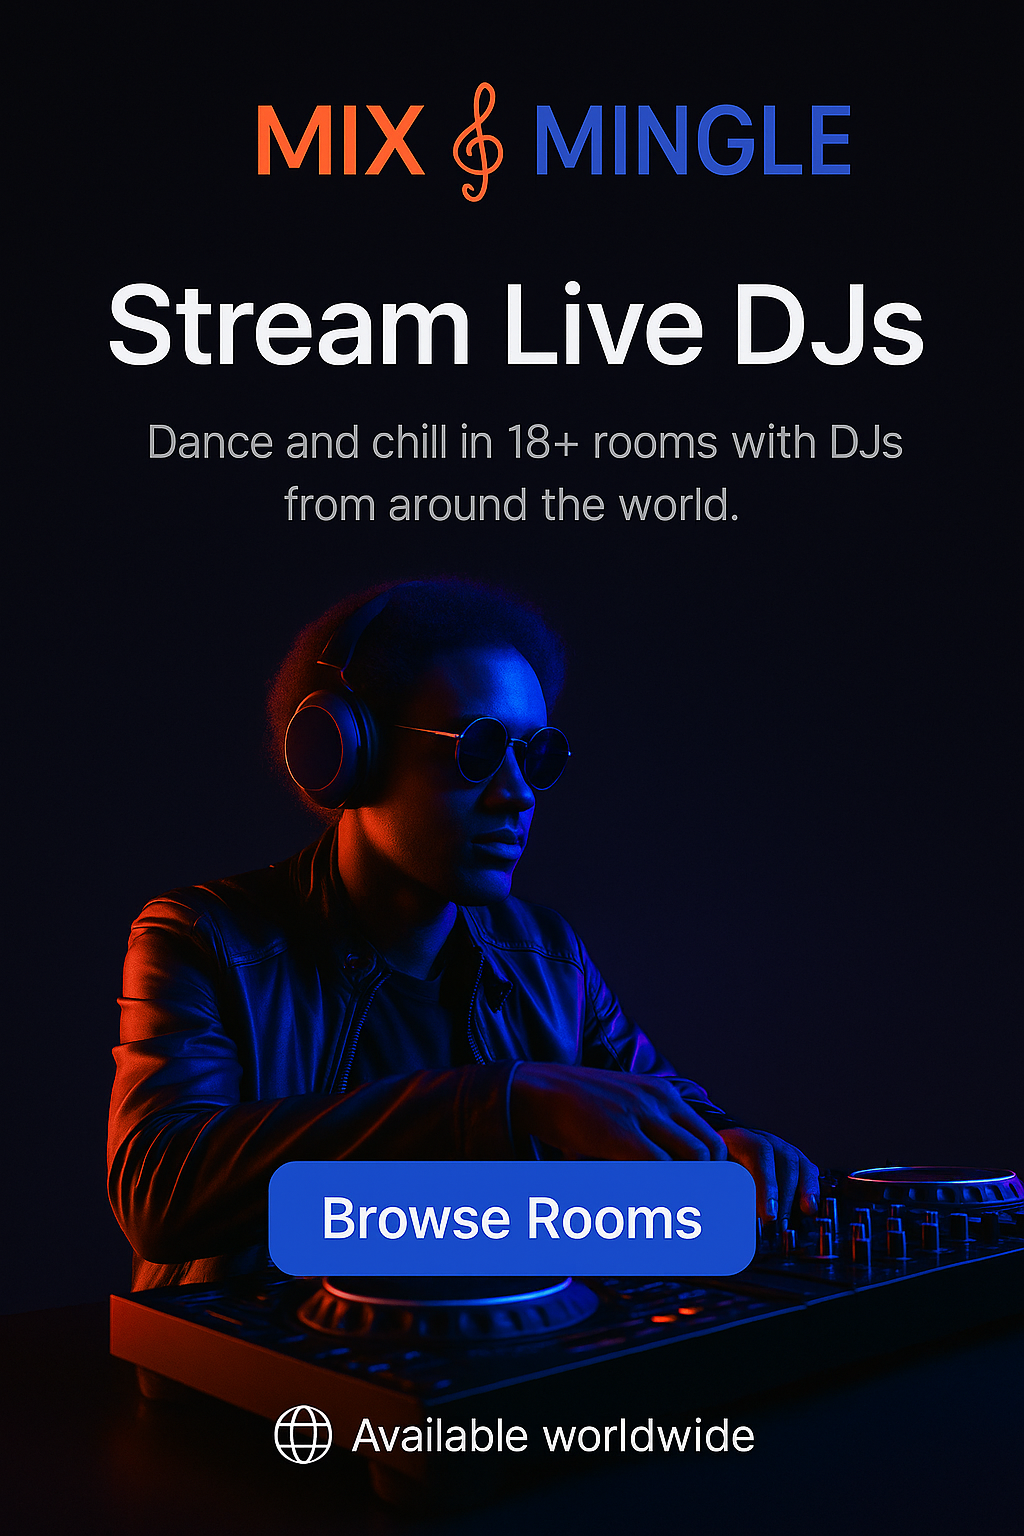 MIX MINGLE
Stream Live DJs
Dance and chill in 18+ rooms with DJs
from around the world.
Browse Rooms
Available worldwide